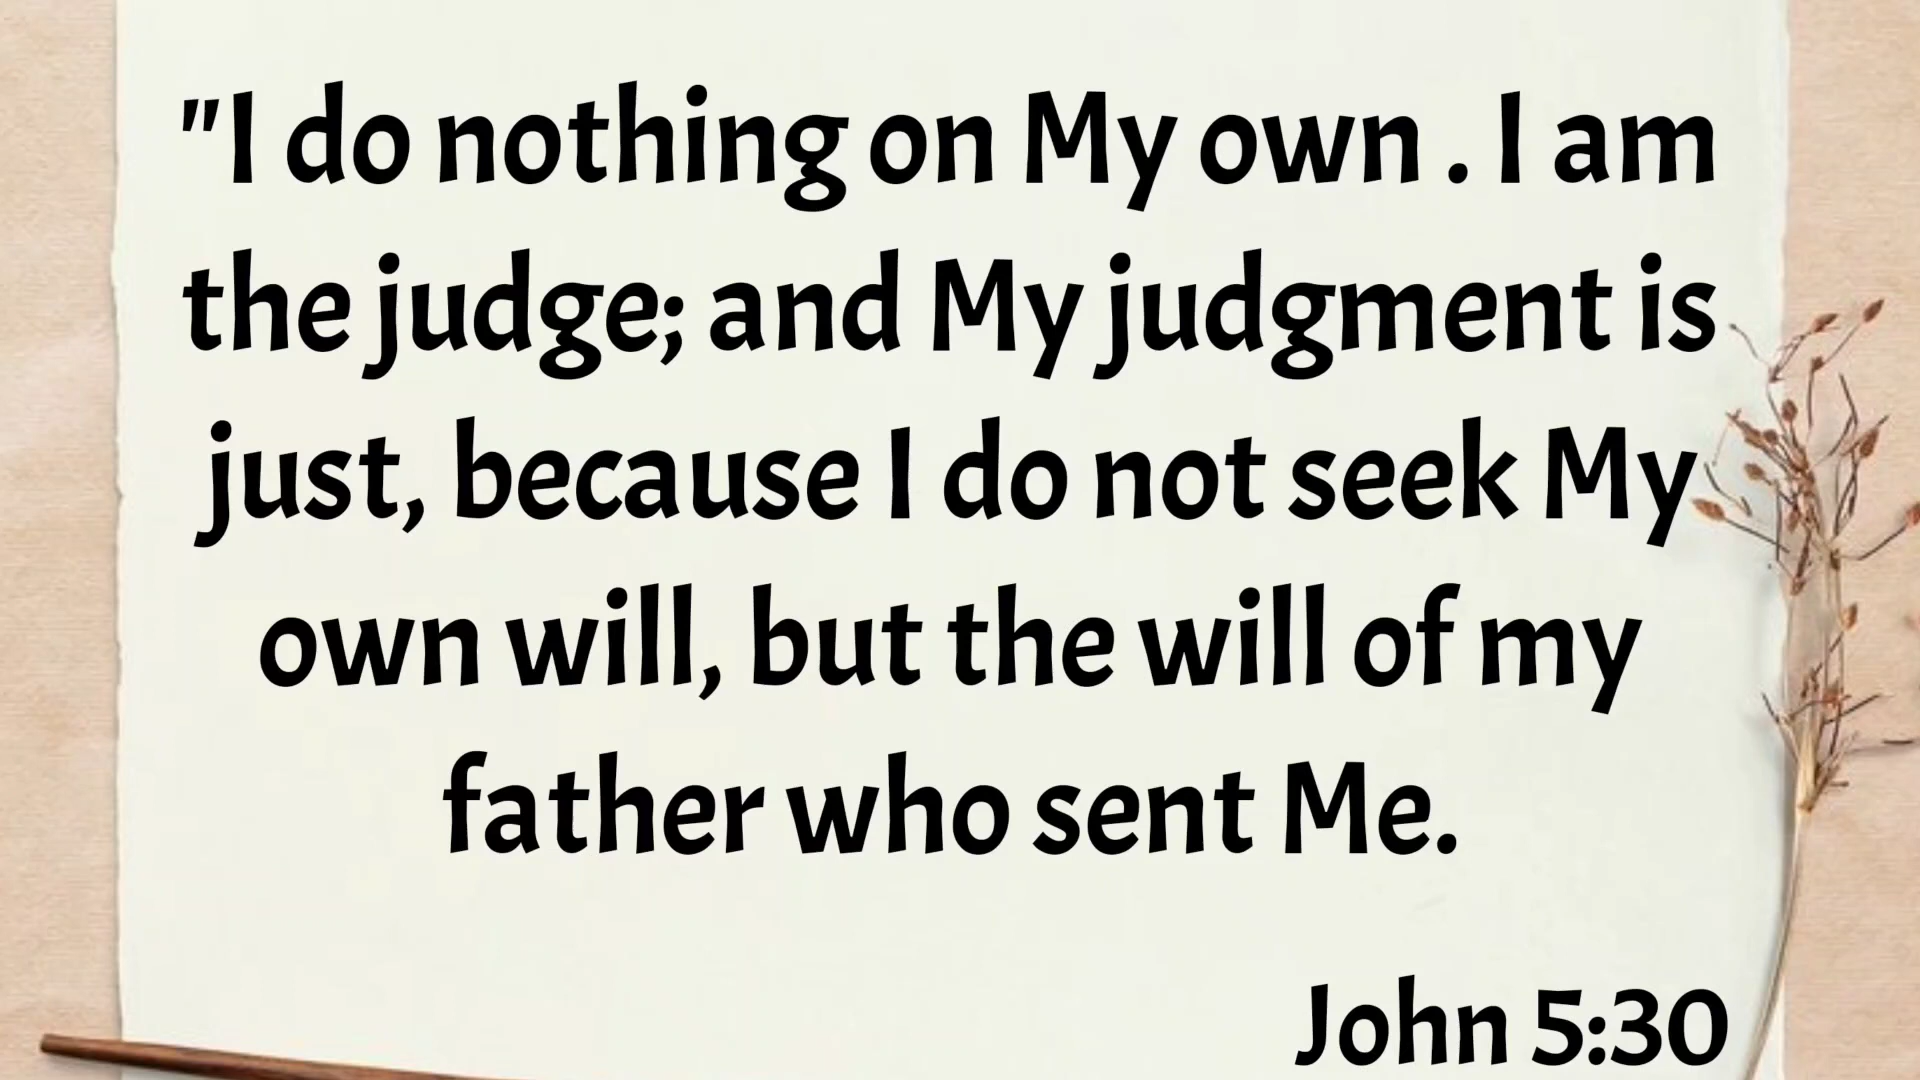 "I do nothing on My own . I am
the judge; and My judgment is
just, because I do not seek My
own will, but the will of my
father who sent Me.
John 5:30